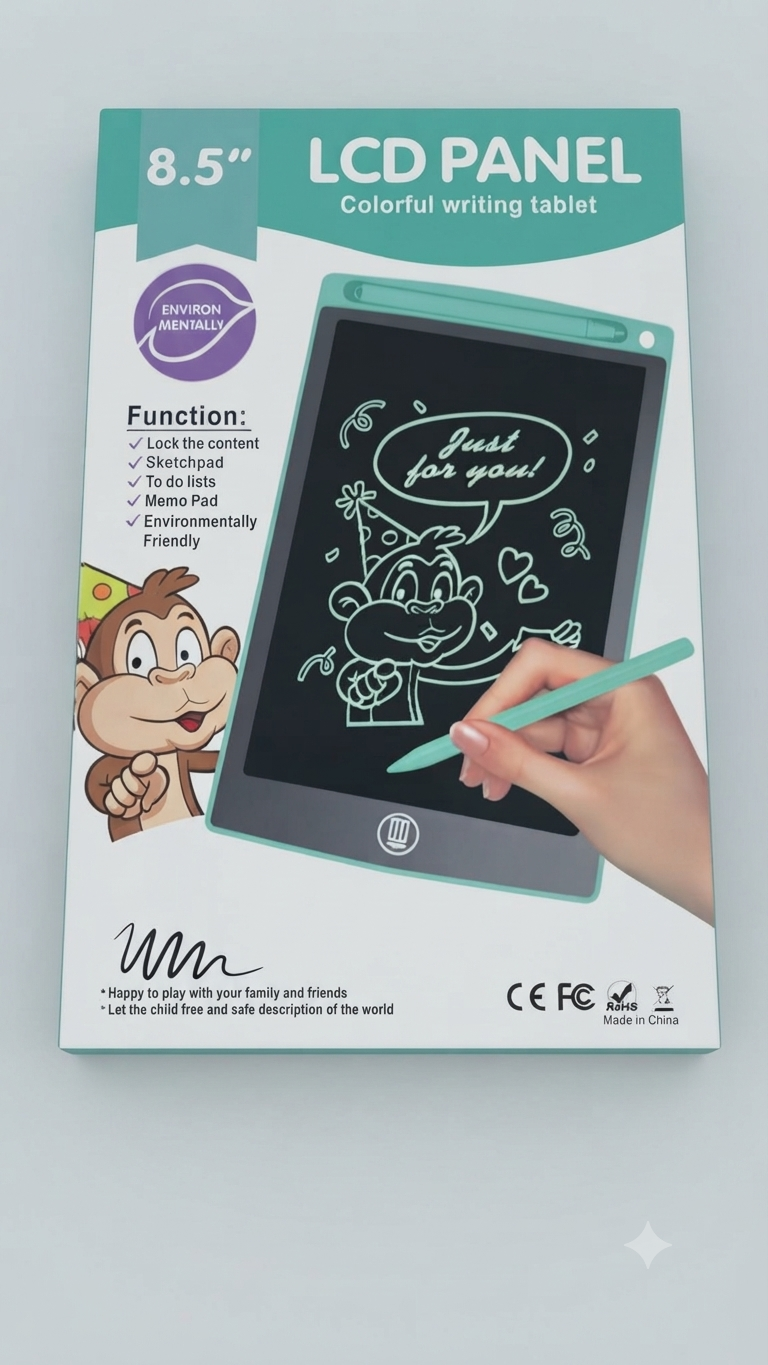 8.5”
LCD PANEL
Colorful writing tablet
ENVIRON
MENTALLY
Function:
Lock the content
Sketchpad
To do lists
Memo Pad
Environmentally
Friendly
Just
for you!
* Happy to play with your family and friends
* Let the child free and safe description of the world
CE FC RoHS
Made in China